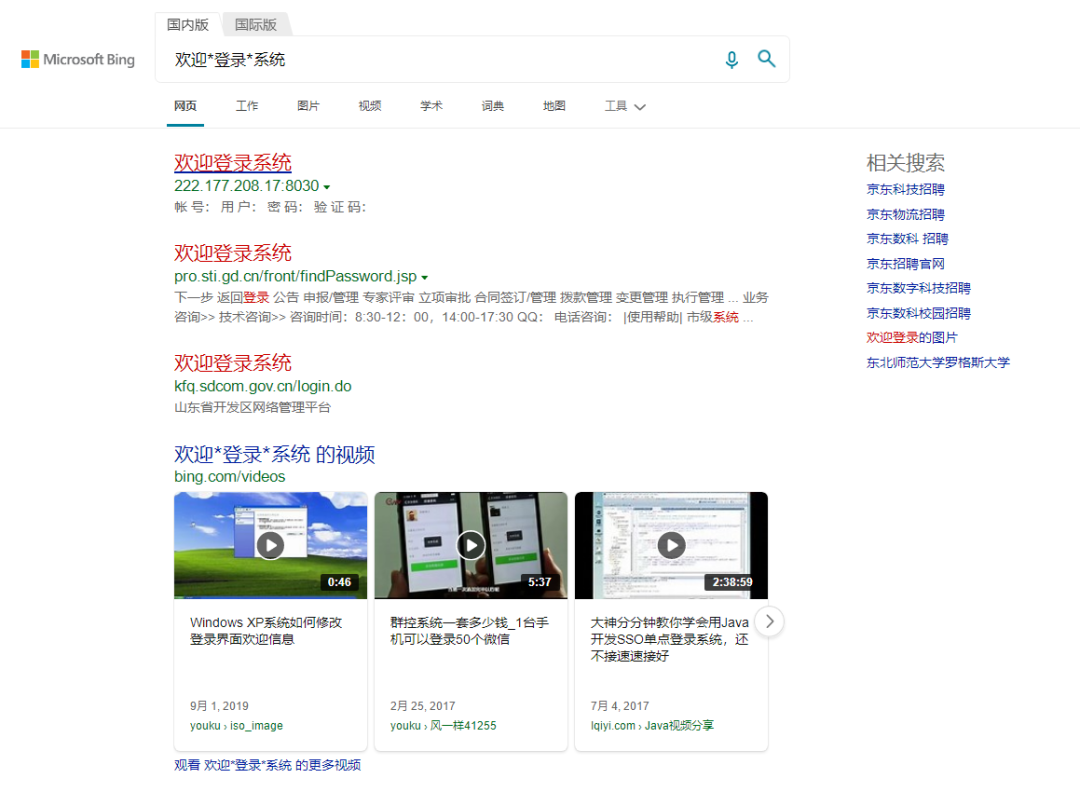 国内版 国际版
Microsoft Bing
欢迎*登录*系统
网页 工作 图片 视频 学术 词典 地图 工具
欢迎登录系统
222.177.208.17:8030
帐 号： 用 户： 密 码： 验 证 码：
欢迎登录系统
pro.sti.gd.cn/front/findPassword.jsp
下一步 返回登录 公告 申报/管理 专家评审 立项审批 合同签订/管理 拨款管理 变更管理 执行管理 ... 业务
咨询>> 技术咨询>> 咨询时间：8:30-12：00，14:00-17:30 QQ： 电话咨询： |使用帮助| 市级系统 ...
欢迎登录系统
kfq.sdcom.gov.cn/login.do
山东省开发区网络管理平台
欢迎*登录*系统 的视频
bing.com/videos
0:46
Windows XP系统如何修改
登录界面欢迎信息
9月 1, 2019
youku › iso_image
5:37
群控系统一套多少钱_1台手
机可以登录50个微信
2月 25, 2017
youku › 风一样41255
2:38:59
大神分分钟教你学会用Java
开发SSO单点登录系统，还
不接速速接好
7月 4, 2017
Iqiyi.com › Java视频分享
观看 欢迎*登录*系统 的更多视频
相关搜索
京东科技招聘
京东物流招聘
京东数科 招聘
京东招聘官网
京东数字科技招聘
京东数科校园招聘
欢迎登录的图片
东北师范大学罗格斯大学